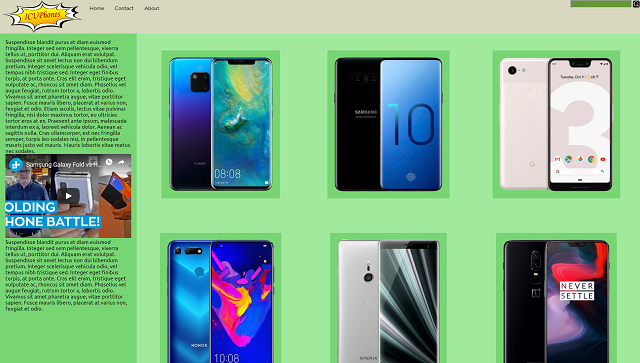 ICU Phones
Home
Contact
About
Suspendisse blandit purus et diam euismod
fringilla. Integer sed sem pellentesque, viverra
tellus ut, porttitor dui. Aliquam erat volutpat.
Suspendisse sit amet lectus non dui bibendum
pretium. Integer scelerisque vehicula odio, vel
tempus nibh tristique sed. Integer eget finibus
turpis, at porta ante. Cras elit enim, tristique eget
vulputate ac, rhoncus sit amet diam. Phasellus vel
augue feugiat, rutrum tortor a, lobortis odio.
Vivamus sit amet pharetra augue, vitae porttitor
sapien. Fusce mauris libero, placerat at varius non,
feugiat et odio. Etiam iaculis, lectus vitae pulvinar
fringilla, nisl dolor maximus tortor, eu ultricies
tortor eros at ex. Praesent ante ipsum, malesuada
interdum ex a, laoreet vehicula dolor. Aenean ac
sagittis nulla. Cras ullamcorper, est nec fringilla
semper, turpis leo sodales nisi, in pellentesque
mauris justo vel mauris. Mauris lobortis vitae metus
nec sodales.
Samsung Galaxy Fold vs H
OLDING
HONE BATTLE!
Suspendisse blandit purus et diam euismod
fringilla. Integer sed sem pellentesque, viverra
tellus ut, porttitor dui. Aliquam erat volutpat.
Suspendisse sit amet lectus non dui bibendum
pretium. Integer scelerisque vehicula odio, vel
tempus nibh tristique sed. Integer eget finibus
turpis, at porta ante. Cras elit enim, tristique eget
vulputate ac, rhoncus sit amet diam. Phasellus vel
augue feugiat, rutrum tortor a, lobortis odio.
Vivamus sit amet pharetra augue, vitae porttitor
sapien. Fusce mauris libero, placerat at varius non,
feugiat et odio.
HUAWEI
08:08
SAMSUNG
10
G
Tuesday, Oct 9
3
HONOR
10:08
XPERIA
NEVER
SETTLE